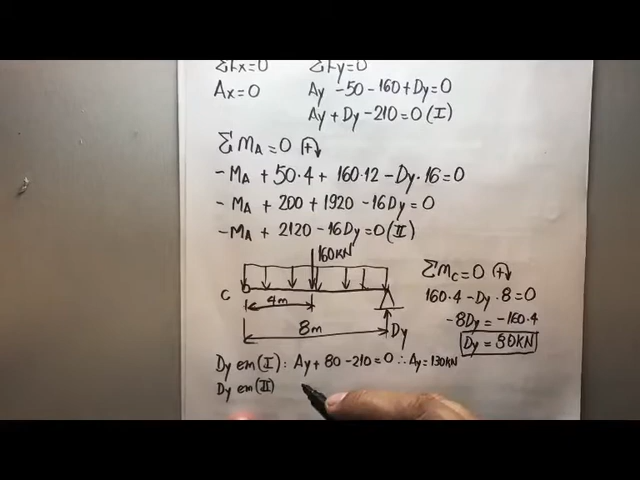 ΣFx=0 ΣFy=0
Ax=0 Ay -50 -160+Dy=0
Ay+Dy-210=0 (I)
ΣMA=0 (+)
-MA + 50·4 + 160·12 - Dy·16=0
-MA + 200 + 1920 - 16Dy=0
-MA + 2120 - 16Dy=0 (II)
160KN
C
4m
8m
Dy
ΣMC=0 (+)
160·4-Dy·8=0
-8Dy=-160·4
Dy=80KN
Dy em (I): Ay+80-210=0 ∴Ay=130KN
Dy em (II)